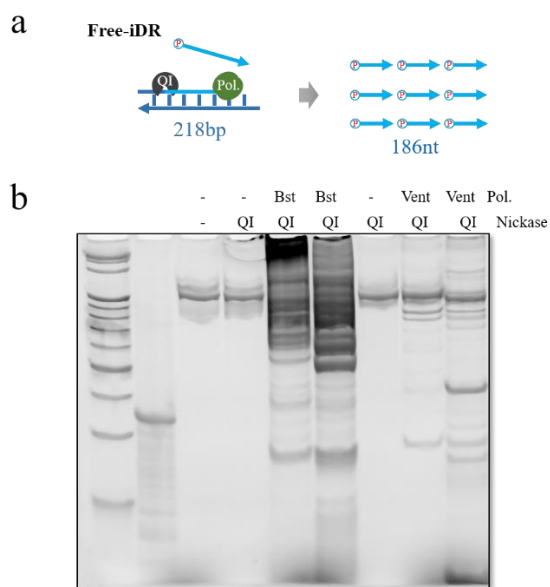 a
Free-iDR
P
QI
Pol.
218bp
P P P
P P P
P P P
186nt
b
- - Bst Bst - Vent Vent Pol.
- QI QI QI QI QI QI Nickase